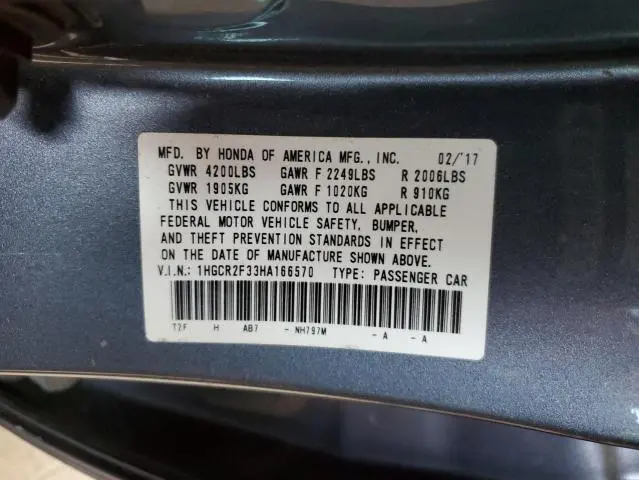 MFD. BY HONDA OF AMERICA MFG., INC. 02/'17
GVWR 4200LBS GAWR F 2249LBS R 2006LBS
GVWR 1905KG GAWR F 1020KG R 910KG
THIS VEHICLE CONFORMS TO ALL APPLICABLE
FEDERAL MOTOR VEHICLE SAFETY, BUMPER,
AND THEFT PREVENTION STANDARDS IN EFFECT
ON THE DATE OF MANUFACTURE SHOWN ABOVE.
V.I.N.: 1HGCR2F33HA166570 TYPE: PASSENGER CAR
T2F H AB7 - NH797M - A - A